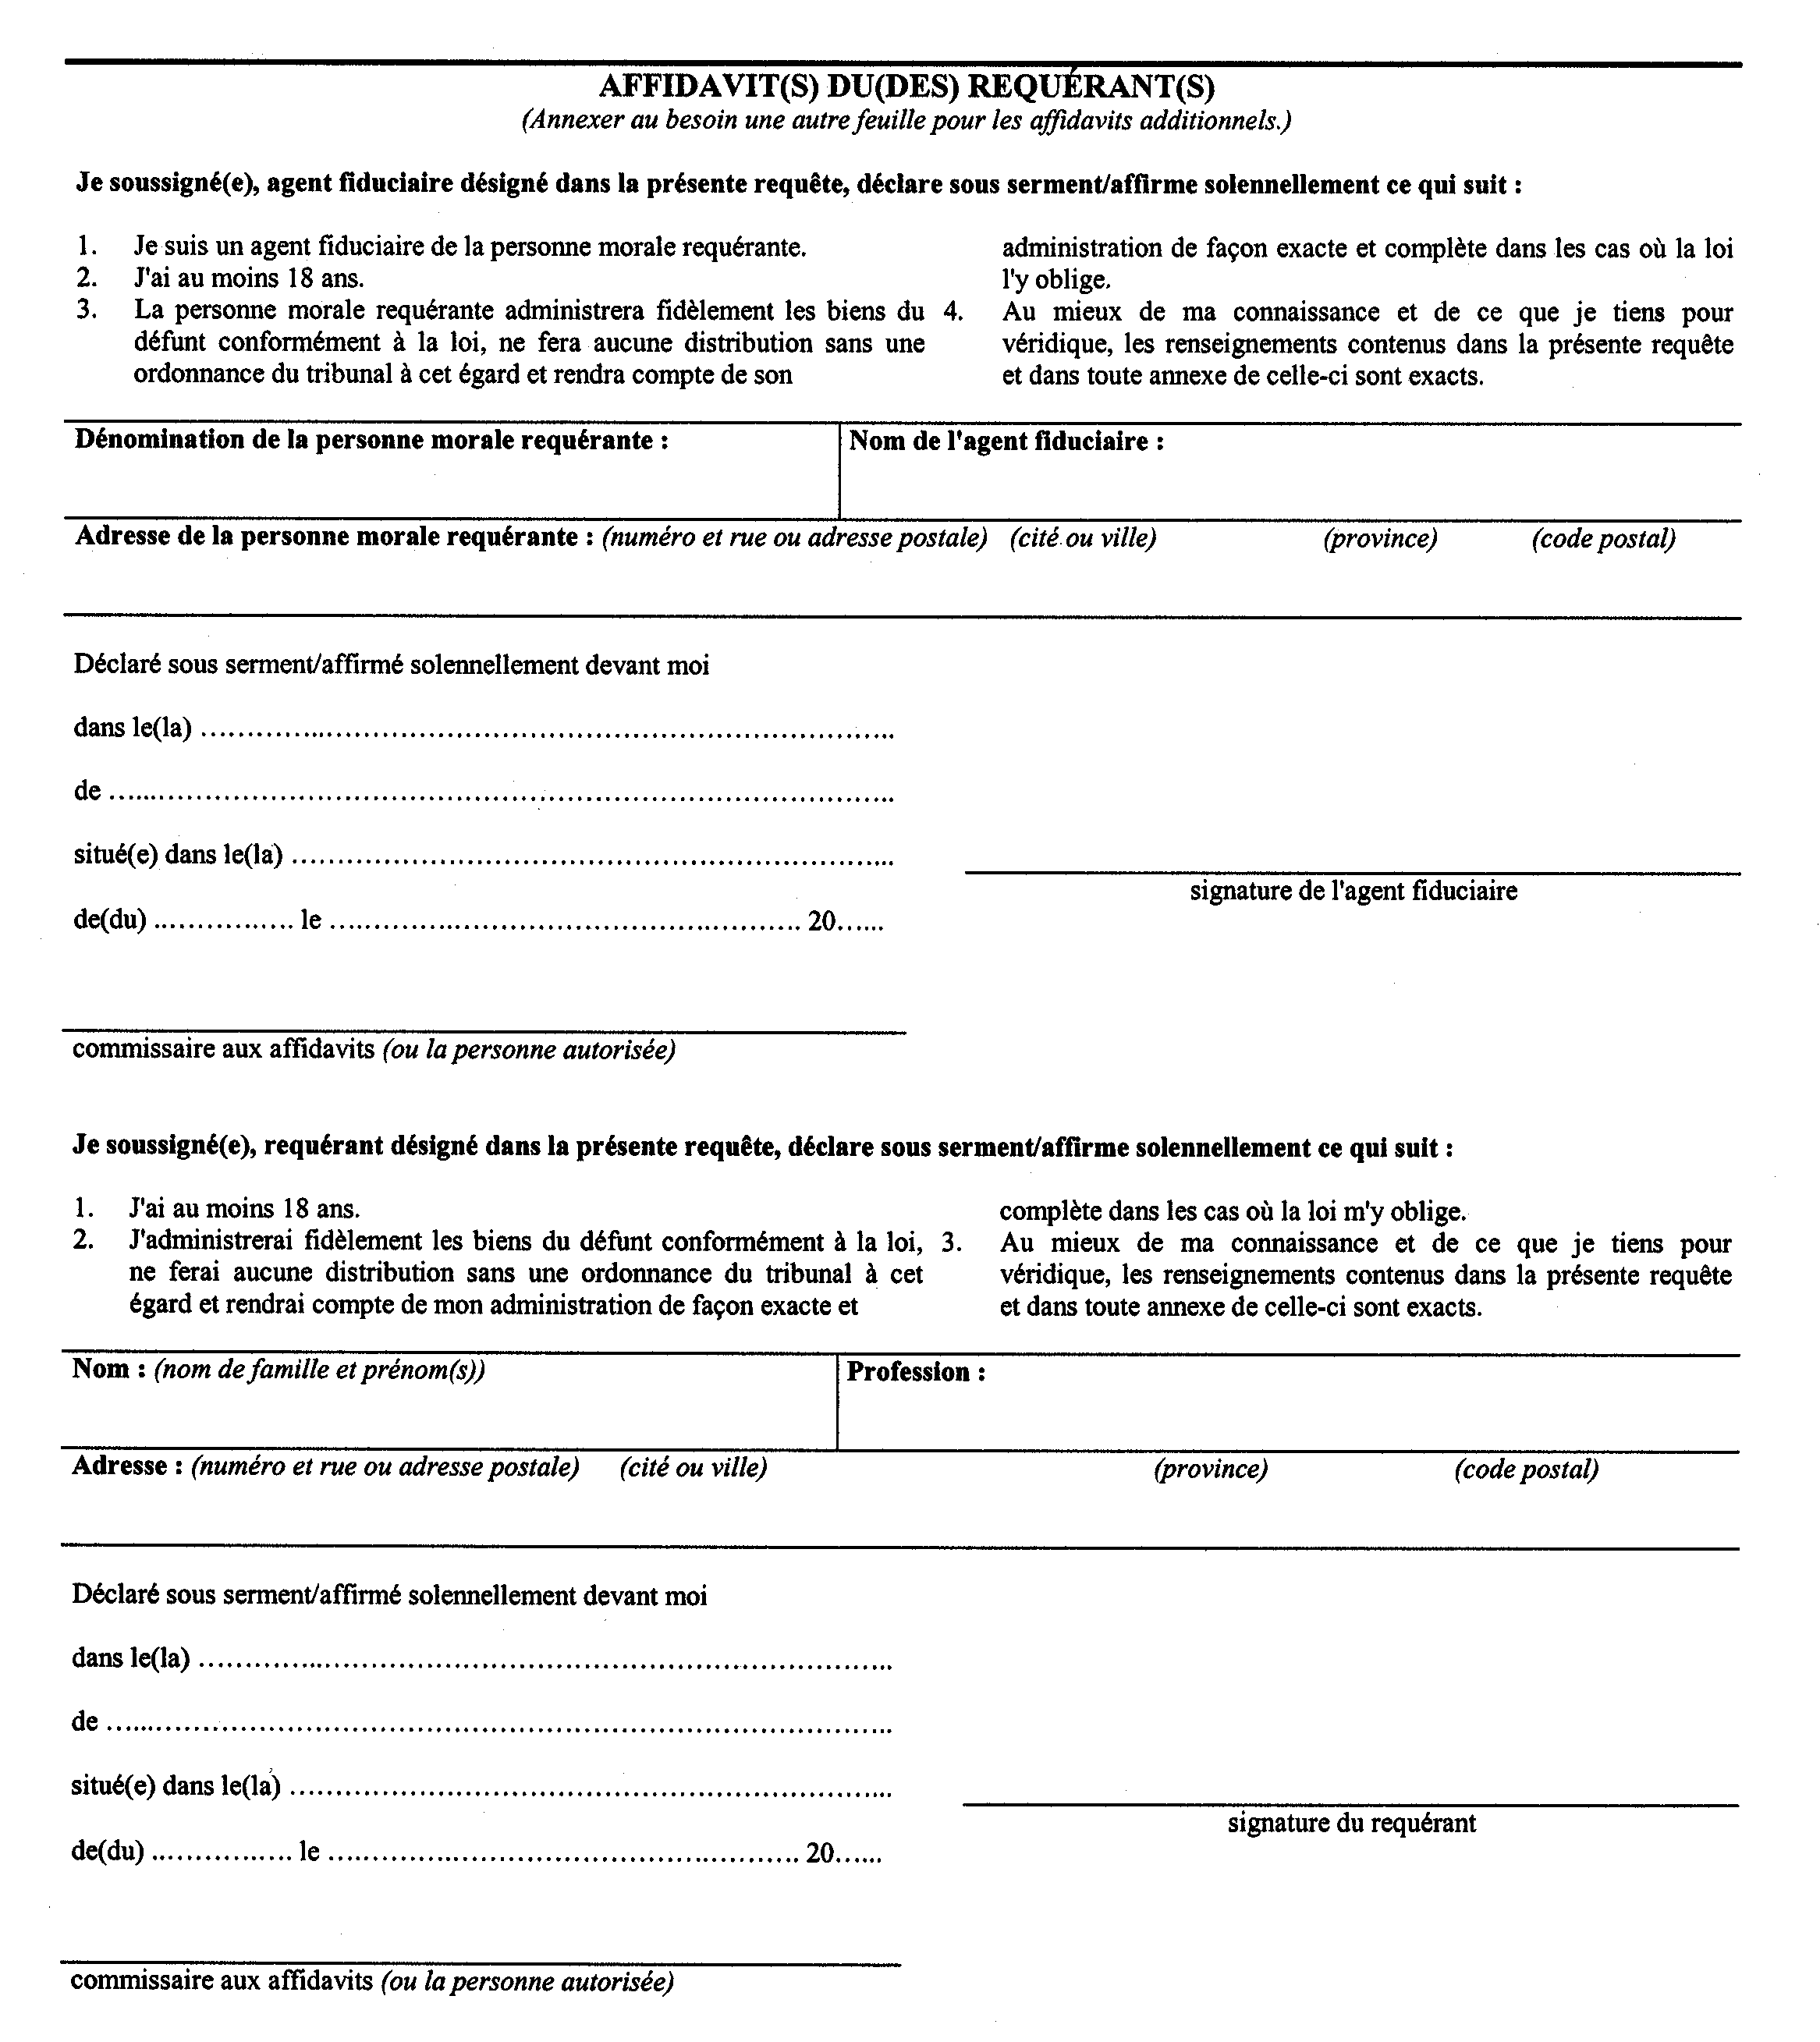 AFFIDAVIT(S) DU(DES) REQUÉRANT(S)
(Annexer au besoin une autre feuille pour les affidavits additionnels.)
Je soussigné(e), agent fiduciaire désigné dans la présente requête, déclare sous serment/affirme solennellement ce qui suit :
1. Je suis un agent fiduciaire de la personne morale requérante.
2. J'ai au moins 18 ans.
3. La personne morale requérante administrera fidèlement les biens du
défunt conformément à la loi, ne fera aucune distribution sans une
ordonnance du tribunal à cet égard et rendra compte de son
administration de façon exacte et complète dans les cas où la loi
l'y oblige.
4. Au mieux de ma connaissance et de ce que je tiens pour
véridique, les renseignements contenus dans la présente requête
et dans toute annexe de celle-ci sont exacts.
Dénomination de la personne morale requérante :
Nom de l'agent fiduciaire :
Adresse de la personne morale requérante : (numéro et rue ou adresse postale) (cité ou ville) (province) (code postal)
Déclaré sous serment/affirmé solennellement devant moi
dans le(la) ..........................................................................
de ....................................................................................
situé(e) dans le(la) .................................................................
signature de l'agent fiduciaire
de(du) ................ le ................................................... 20......
commissaire aux affidavits (ou la personne autorisée)
Je soussigné(e), requérant désigné dans la présente requête, déclare sous serment/affirme solennellement ce qui suit :
1. J'ai au moins 18 ans.
2. J'administrerai fidèlement les biens du défunt conformément à la loi,
ne ferai aucune distribution sans une ordonnance du tribunal à cet
égard et rendrai compte de mon administration de façon exacte et
complète dans les cas où la loi m'y oblige.
3. Au mieux de ma connaissance et de ce que je tiens pour
véridique, les renseignements contenus dans la présente requête
et dans toute annexe de celle-ci sont exacts.
Nom : (nom de famille et prénom(s))
Profession :
Adresse : (numéro et rue ou adresse postale) (cité ou ville) (province) (code postal)
Déclaré sous serment/affirmé solennellement devant moi
dans le(la) ..........................................................................
de ....................................................................................
situé(e) dans le(la) .................................................................
signature du requérant
de(du) ................ le ................................................... 20......
commissaire aux affidavits (ou la personne autorisée)